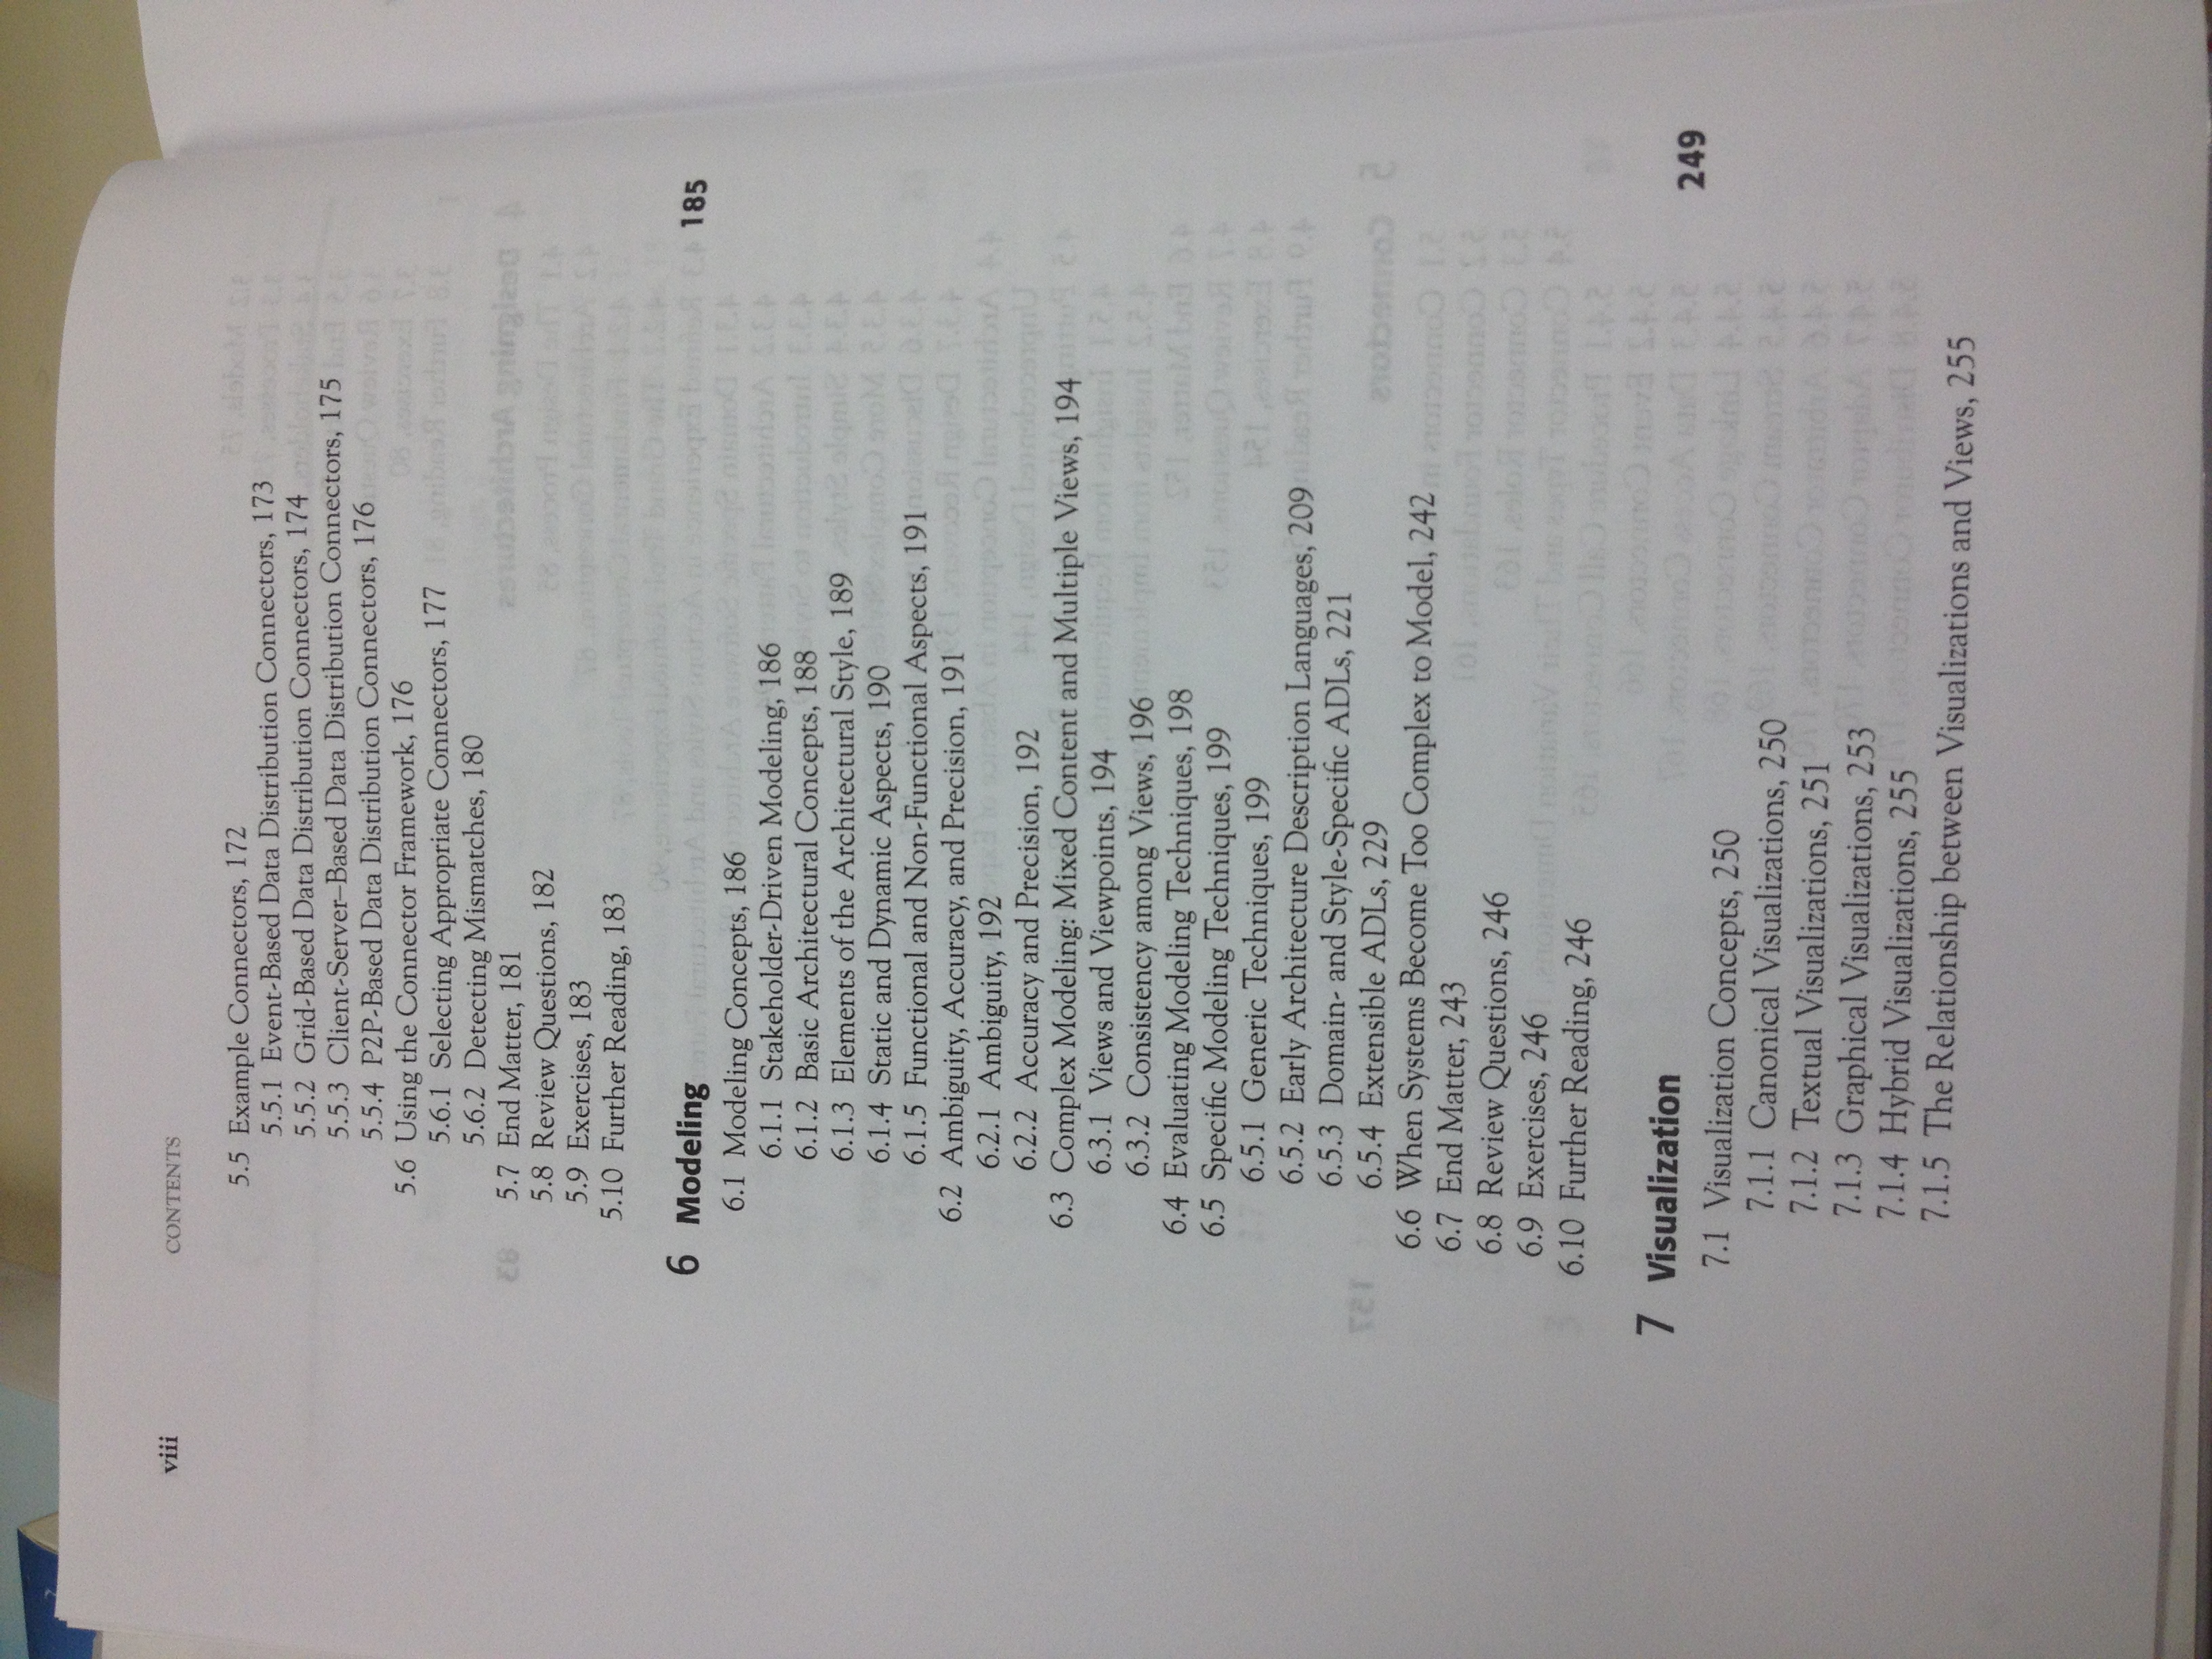 viii CONTENTS
5.5 Example Connectors, 172
5.5.1 Event-Based Data Distribution Connectors, 173
5.5.2 Grid-Based Data Distribution Connectors, 174
5.5.3 Client-Server–Based Data Distribution Connectors, 175
5.5.4 P2P-Based Data Distribution Connectors, 176
5.6 Using the Connector Framework, 176
5.6.1 Selecting Appropriate Connectors, 177
5.6.2 Detecting Mismatches, 180
5.7 End Matter, 181
5.8 Review Questions, 182
5.9 Exercises, 183
5.10 Further Reading, 183
6 Modeling 185
6.1 Modeling Concepts, 186
6.1.1 Stakeholder-Driven Modeling, 186
6.1.2 Basic Architectural Concepts, 188
6.1.3 Elements of the Architectural Style, 189
6.1.4 Static and Dynamic Aspects, 190
6.1.5 Functional and Non-Functional Aspects, 191
6.2 Ambiguity, Accuracy, and Precision, 191
6.2.1 Ambiguity, 192
6.2.2 Accuracy and Precision, 192
6.3 Complex Modeling: Mixed Content and Multiple Views, 194
6.3.1 Views and Viewpoints, 194
6.3.2 Consistency among Views, 196
6.4 Evaluating Modeling Techniques, 198
6.5 Specific Modeling Techniques, 199
6.5.1 Generic Techniques, 199
6.5.2 Early Architecture Description Languages, 209
6.5.3 Domain- and Style-Specific ADLs, 221
6.5.4 Extensible ADLs, 229
6.6 When Systems Become Too Complex to Model, 242
6.7 End Matter, 243
6.8 Review Questions, 246
6.9 Exercises, 246
6.10 Further Reading, 246
7 Visualization 249
7.1 Visualization Concepts, 250
7.1.1 Canonical Visualizations, 250
7.1.2 Textual Visualizations, 251
7.1.3 Graphical Visualizations, 253
7.1.4 Hybrid Visualizations, 255
7.1.5 The Relationship between Visualizations and Views, 255